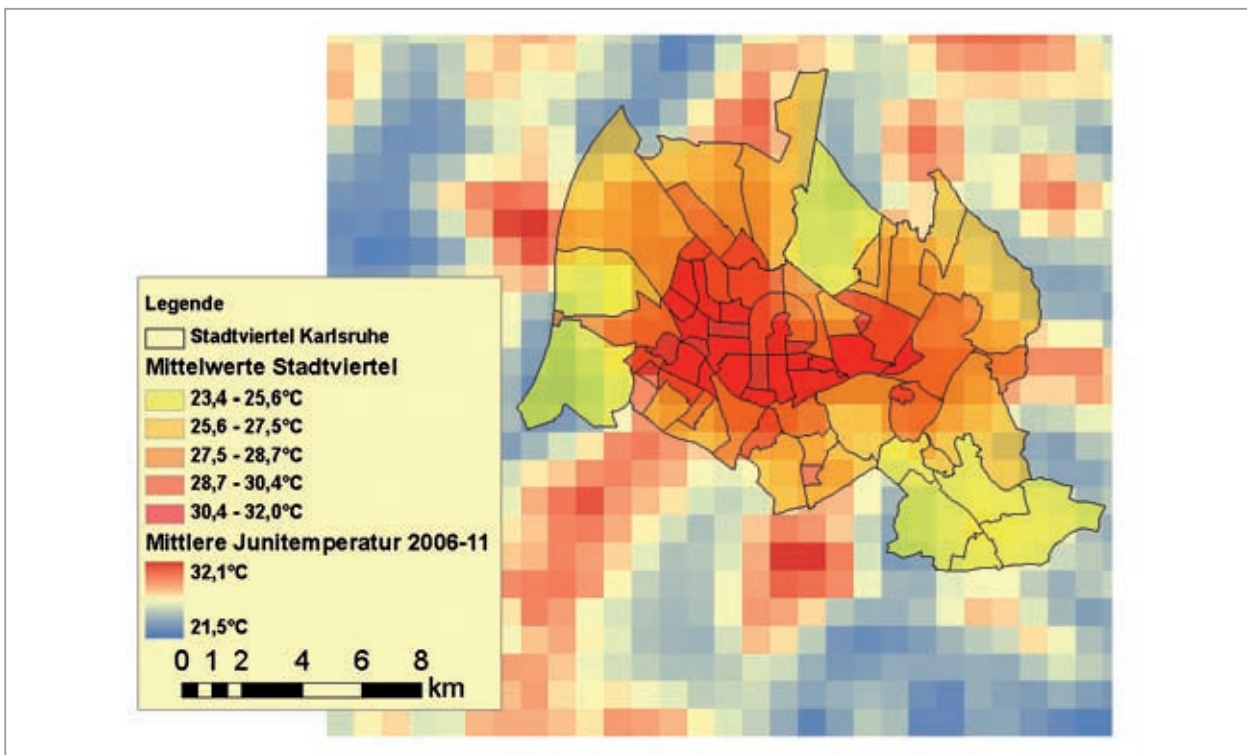 Legende
Stadtviertel Karlsruhe
Mittelwerte Stadtviertel
23,4 - 25,6°C
25,6 - 27,5°C
27,5 - 28,7°C
28,7 - 30,4°C
30,4 - 32,0°C
Mittlere Junitemperatur 2006-11
32,1°C
21,5°C
0 1 2 4 6 8
km